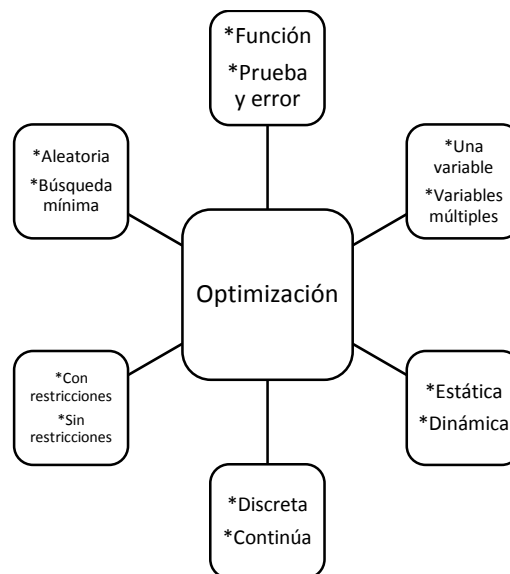 *Función
*Prueba
y error
*Aleatoria
*Búsqueda
mínima
*Una
variable
*Variables
múltiples
Optimización
*Con
restricciones
*Sin
restricciones
*Estática
*Dinámica
*Discreta
*Continúa